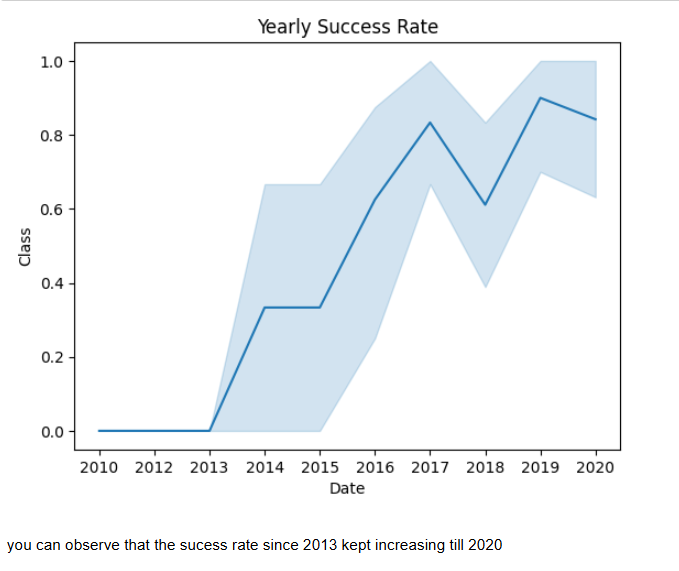 Yearly Success Rate
1.0
0.8
0.6
0.4
0.2
0.0
Class
2010 2012 2013 2014 2015 2016 2017 2018 2019 2020
Date
you can observe that the sucess rate since 2013 kept increasing till 2020